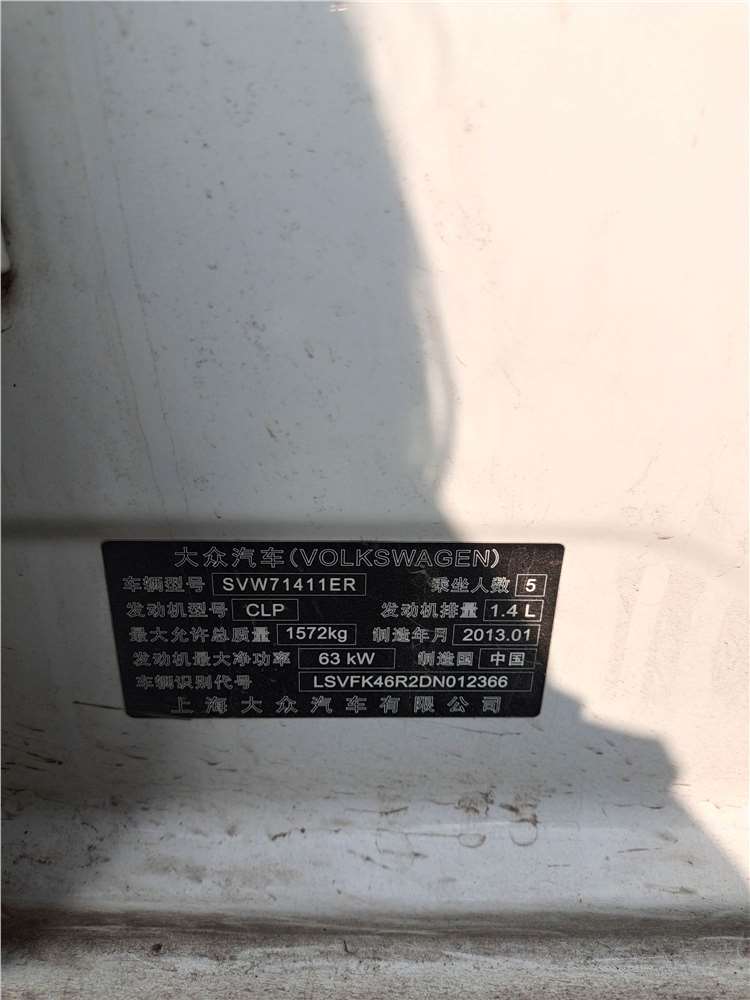 大众汽车(VOLKSWAGEN)
车辆型号 SVW71411ER 乘坐人数 5
发动机型号 CLP 发动机排量 1.4 L
最大允许总质量 1572kg 制造年月 2013.01
发动机最大净功率 63 kW 制造国 中国
车辆识别代号 LSVFK46R2DN012366
上海大众汽车有限公司